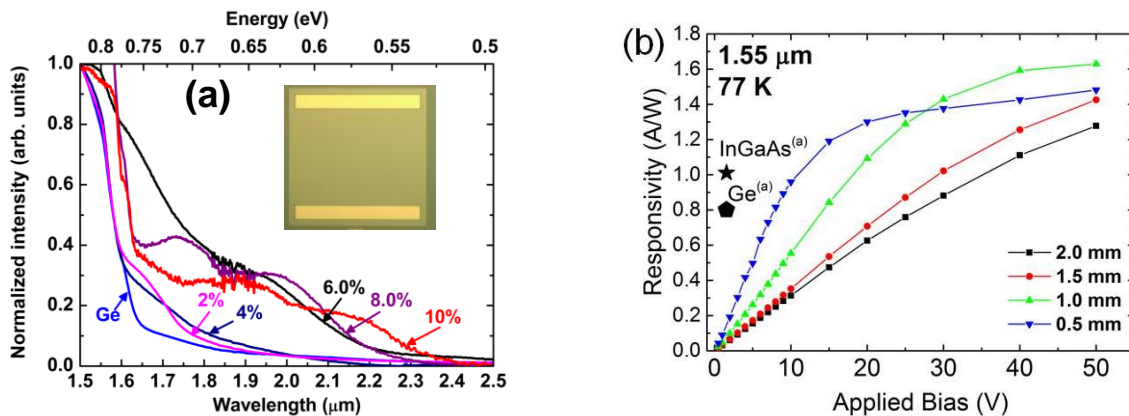 Energy (eV)
0.8 0.75 0.7 0.65 0.6 0.55 0.5
(a)
Normalized intensity (arb. units)
1.0
0.8
0.6
0.4
0.2
0.0
Ge
2%
4%
6.0%
8.0%
10%
1.5 1.6 1.7 1.8 1.9 2.0 2.1 2.2 2.3 2.4 2.5
Wavelength (μm)
(b)
1.55 μm
77 K
Responsivity (A/W)
1.8
1.6
1.4
1.2
1.0
0.8
0.6
0.4
0.2
0.0
InGaAs(a)
Ge(a)
2.0 mm
1.5 mm
1.0 mm
0.5 mm
0 10 20 30 40 50
Applied Bias (V)